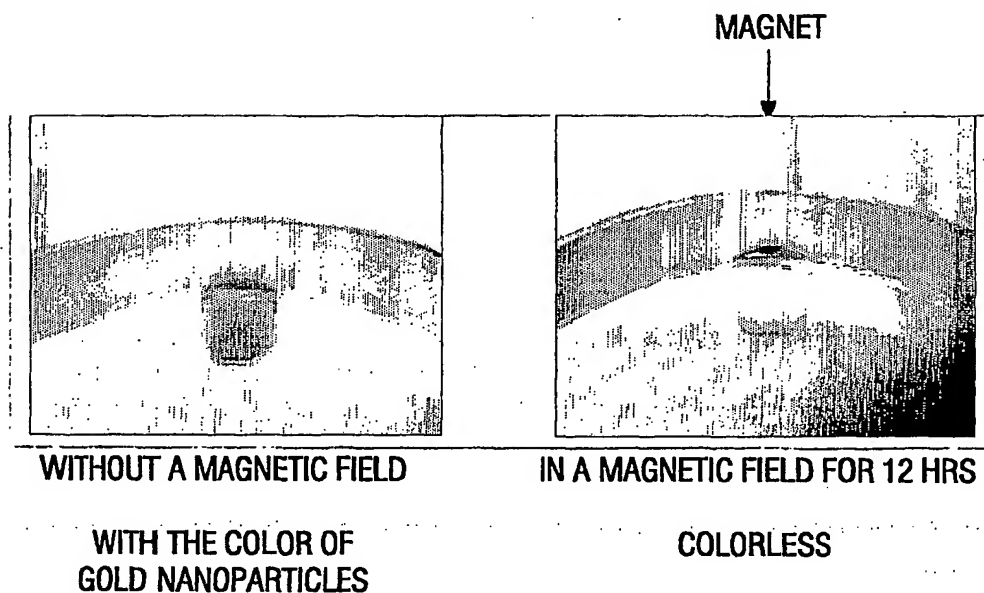 MAGNET
WITHOUT A MAGNETIC FIELD
IN A MAGNETIC FIELD FOR 12 HRS
WITH THE COLOR OF
GOLD NANOPARTICLES
COLORLESS